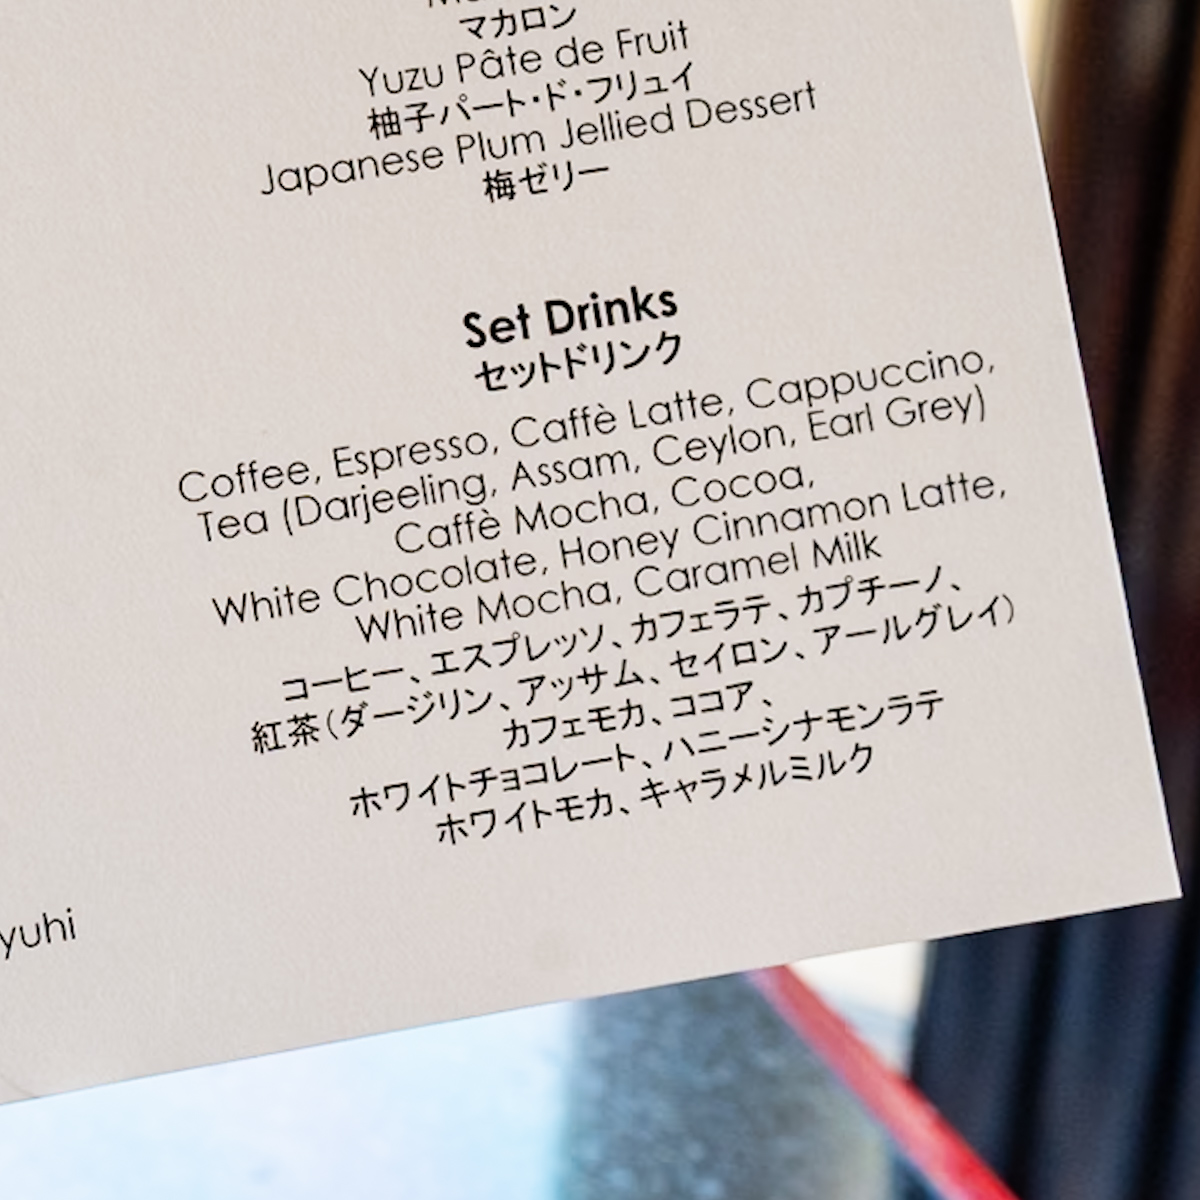 マカロン
Yuzu Pâte de Fruit
柚子パート・ド・フリュイ
Japanese Plum Jellied Dessert
梅ゼリー
Set Drinks
セットドリンク
Coffee, Espresso, Caffè Latte, Cappuccino,
Tea (Darjeeling, Assam, Ceylon, Earl Grey)
Caffè Mocha, Cocoa,
White Chocolate, Honey Cinnamon Latte,
White Mocha, Caramel Milk
コーヒー、エスプレッソ、カフェラテ、カプチーノ、
紅茶（ダージリン、アッサム、セイロン、アールグレイ）
カフェモカ、ココア、
ホワイトチョコレート、ハニーシナモンラテ
ホワイトモカ、キャラメルミルク
yuhi